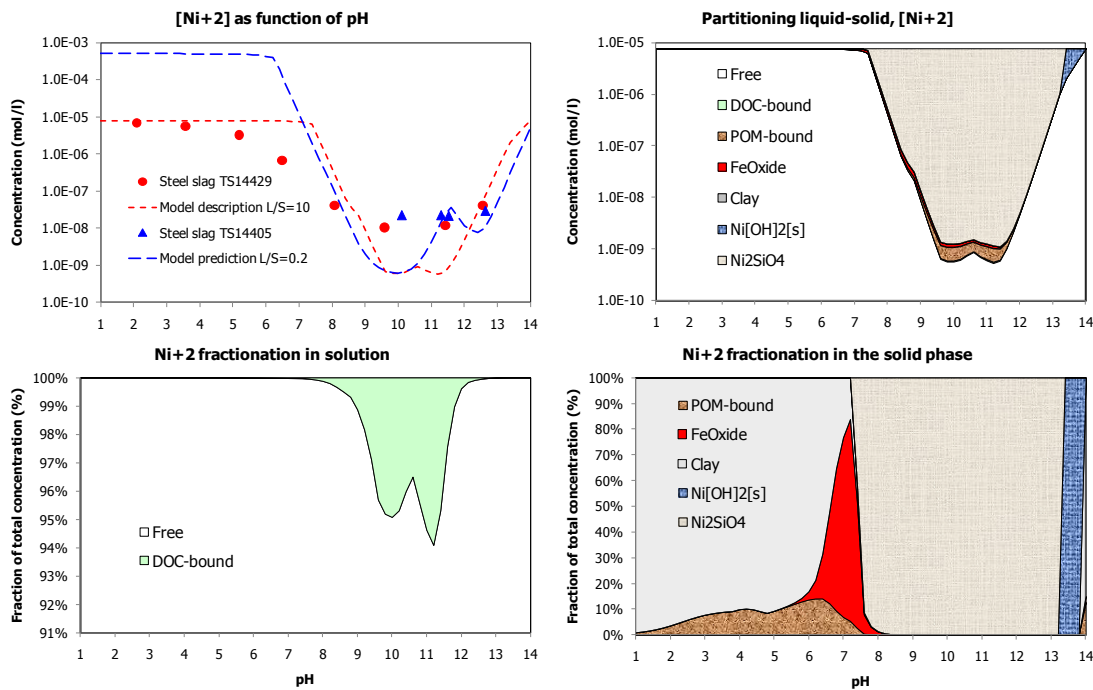 [Ni+2] as function of pH
Concentration (mol/l)
1.0E-03
1.0E-04
1.0E-05
1.0E-06
1.0E-07
1.0E-08
1.0E-09
1.0E-10
Steel slag TS14429
Model description L/S=10
Steel slag TS14405
Model prediction L/S=0.2
1 2 3 4 5 6 7 8 9 10 11 12 13 14
Partitioning liquid-solid, [Ni+2]
Concentration (mol/l)
1.0E-05
1.0E-06
1.0E-07
1.0E-08
1.0E-09
1.0E-10
Free
DOC-bound
POM-bound
FeOxide
Clay
Ni[OH]2[s]
Ni2SiO4
1 2 3 4 5 6 7 8 9 10 11 12 13 14
Ni+2 fractionation in solution
Fraction of total concentration (%)
100%
99%
98%
97%
96%
95%
94%
93%
92%
91%
Free
DOC-bound
1 2 3 4 5 6 7 8 9 10 11 12 13 14
pH
Ni+2 fractionation in the solid phase
Fraction of total concentration (%)
100%
90%
80%
70%
60%
50%
40%
30%
20%
10%
0%
POM-bound
FeOxide
Clay
Ni[OH]2[s]
Ni2SiO4
1 2 3 4 5 6 7 8 9 10 11 12 13 14
pH